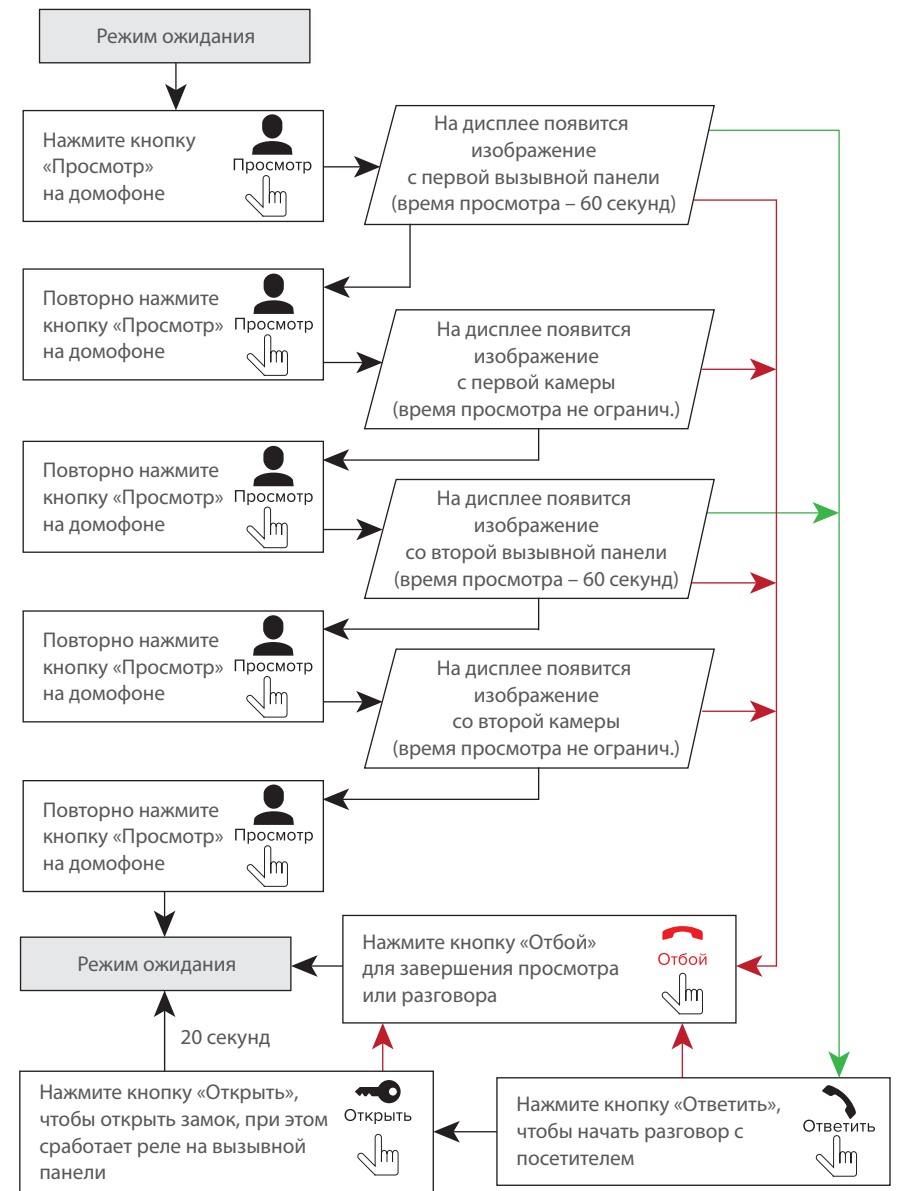 Режим ожидания
Нажмите кнопку
«Просмотр»
на домофоне
Просмотр
На дисплее появится
изображение
с первой вызывной панели
(время просмотра – 60 секунд)
Повторно нажмите
кнопку «Просмотр»
на домофоне
Просмотр
На дисплее появится
изображение
с первой камеры
(время просмотра не огранич.)
Повторно нажмите
кнопку «Просмотр»
на домофоне
Просмотр
На дисплее появится
изображение
со второй вызывной панели
(время просмотра – 60 секунд)
Повторно нажмите
кнопку «Просмотр»
на домофоне
Просмотр
На дисплее появится
изображение
со второй камеры
(время просмотра не огранич.)
Повторно нажмите
кнопку «Просмотр»
на домофоне
Просмотр
Режим ожидания
Нажмите кнопку «Отбой»
для завершения просмотра
или разговора
Отбой
20 секунд
Нажмите кнопку «Открыть»,
чтобы открыть замок, при этом
сработает реле на вызывной
панели
Открыть
Нажмите кнопку «Ответить»,
чтобы начать разговор с
посетителем
Ответить